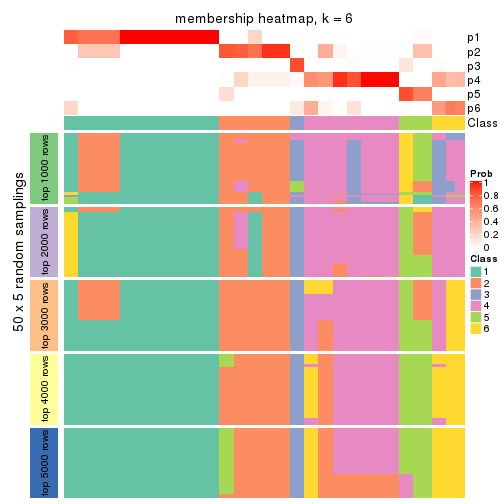 membership heatmap, k = 6
p1
p2
p3
p4
p5
p6
Class
50 x 5 random samplings
top 1000 rows
top 2000 rows
top 3000 rows
top 4000 rows
top 5000 rows
Prob
1
0.8
0.6
0.4
0.2
0
Class
1
2
3
4
5
6